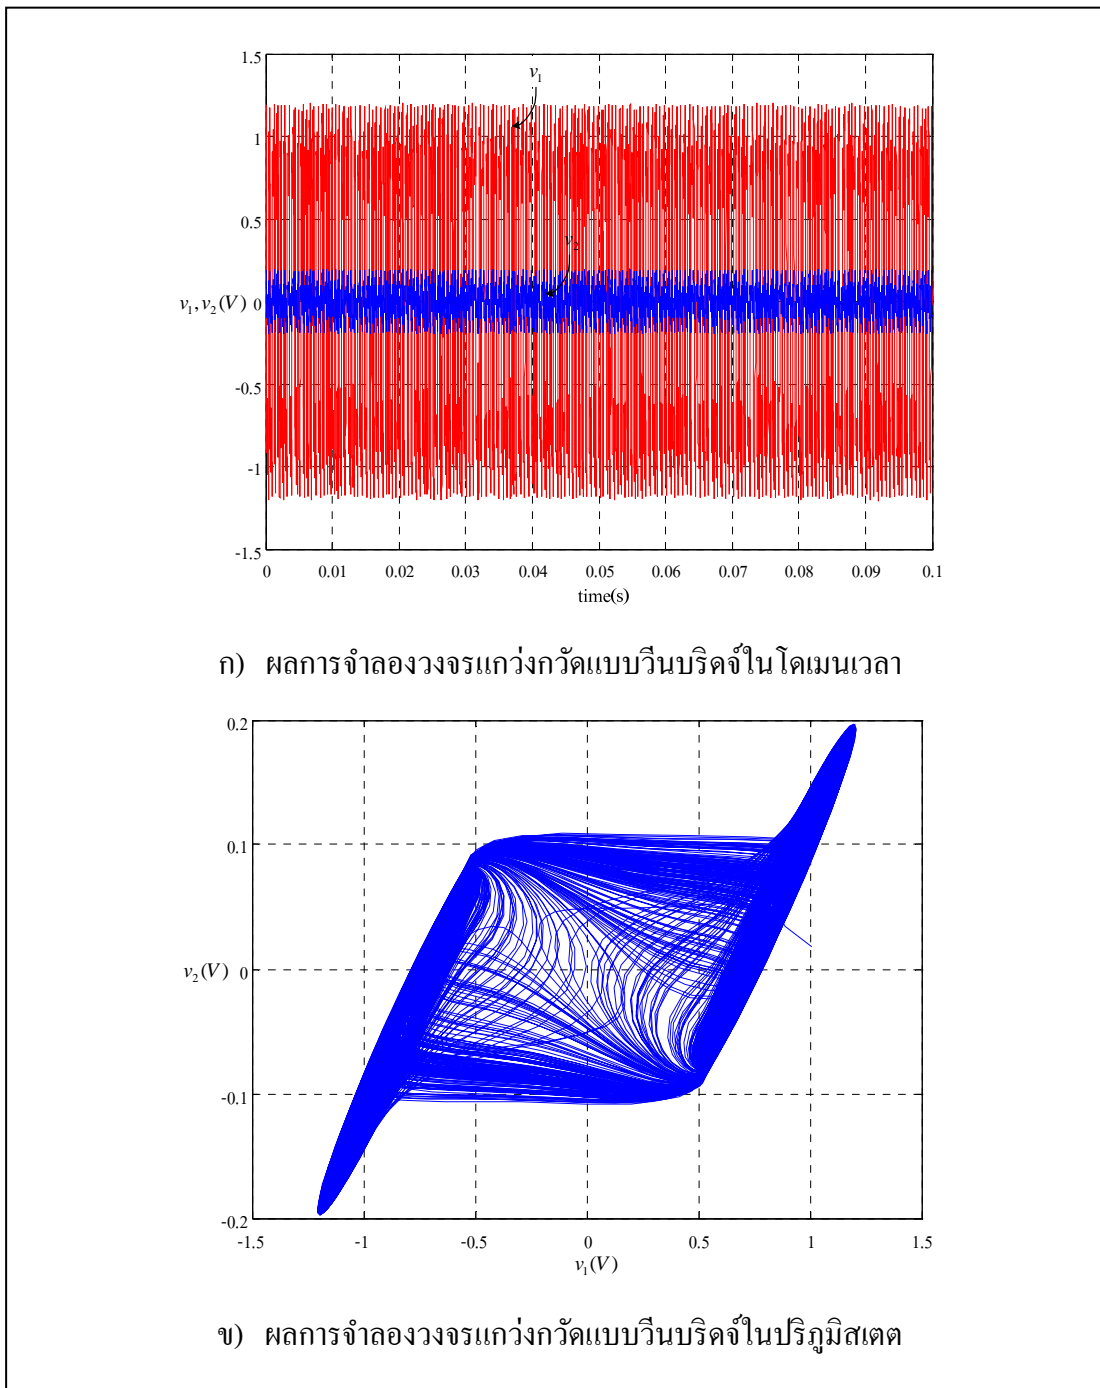 1.5
v1
1
0.5
v2
v1, v2(V) 0
-0.5
-1
-1.5
0 0.01 0.02 0.03 0.04 0.05 0.06 0.07 0.08 0.09 0.1
time(s)
ก) ผลการจำลองวงจรแกว่งกวัดแบบวีนบริดจ์ในโดเมนเวลา
0.2
0.1
v2(V) 0
-0.1
-0.2
-1.5 -1 -0.5 0 0.5 1 1.5
v1(V)
ข) ผลการจำลองวงจรแกว่งกวัดแบบวีนบริดจ์ในปริภูมิสเตต